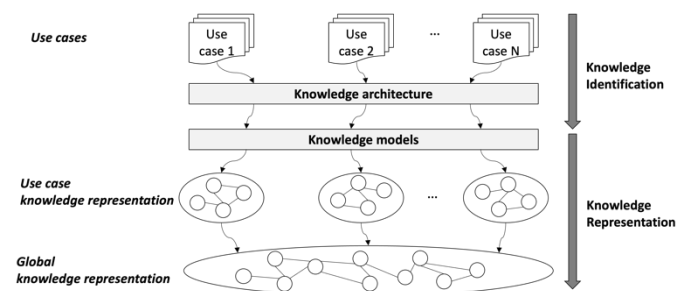 Use cases
Use
case 1
Use
case 2
...
Use
case N
Knowledge
Identification
Knowledge architecture
Knowledge models
Use case
knowledge representation
...
Knowledge
Representation
Global
knowledge representation